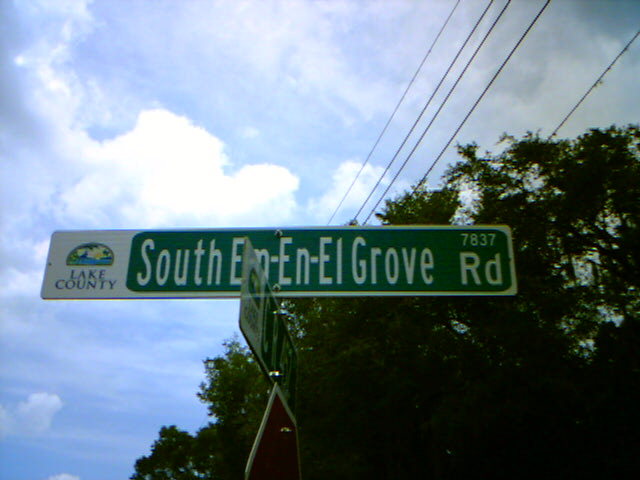 LAKE
COUNTY
South Em-En-El Grove Rd
7837